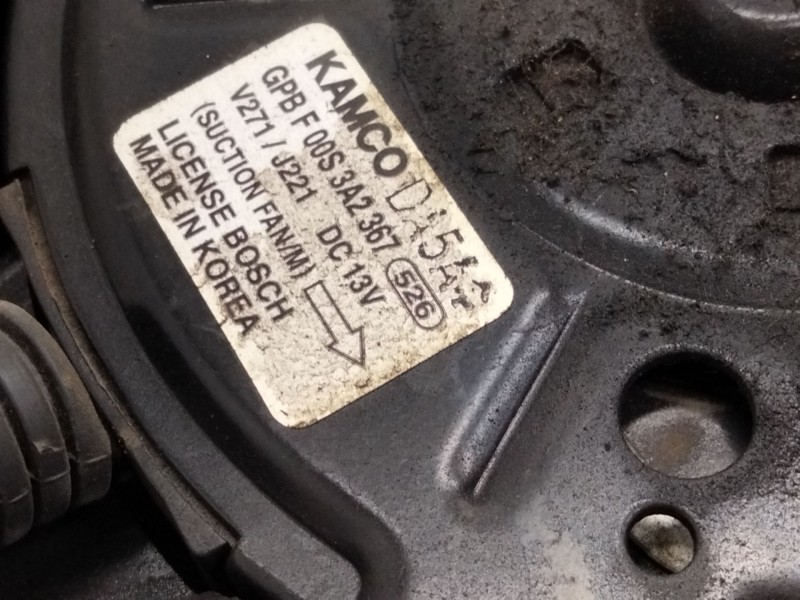 KAMCO
GPB F 00S 3A2 367 526
V271 / J221 DC 13V
(SUCTION FAN/M)
LICENSE BOSCH
MADE IN KOREA